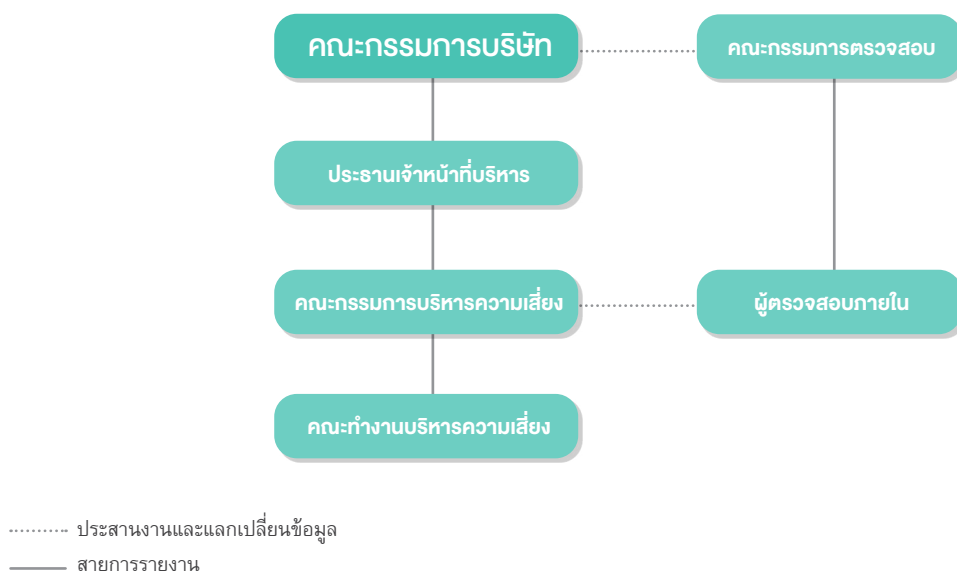 คณะกรรมการบริษัท
คณะกรรมการตรวจสอบ
ประธานเจ้าหน้าที่บริหาร
คณะกรรมการบริหารความเสี่ยง
ผู้ตรวจสอบภายใน
คณะทำงานบริหารความเสี่ยง
ประสานงานและแลกเปลี่ยนข้อมูล
สายการรายงาน